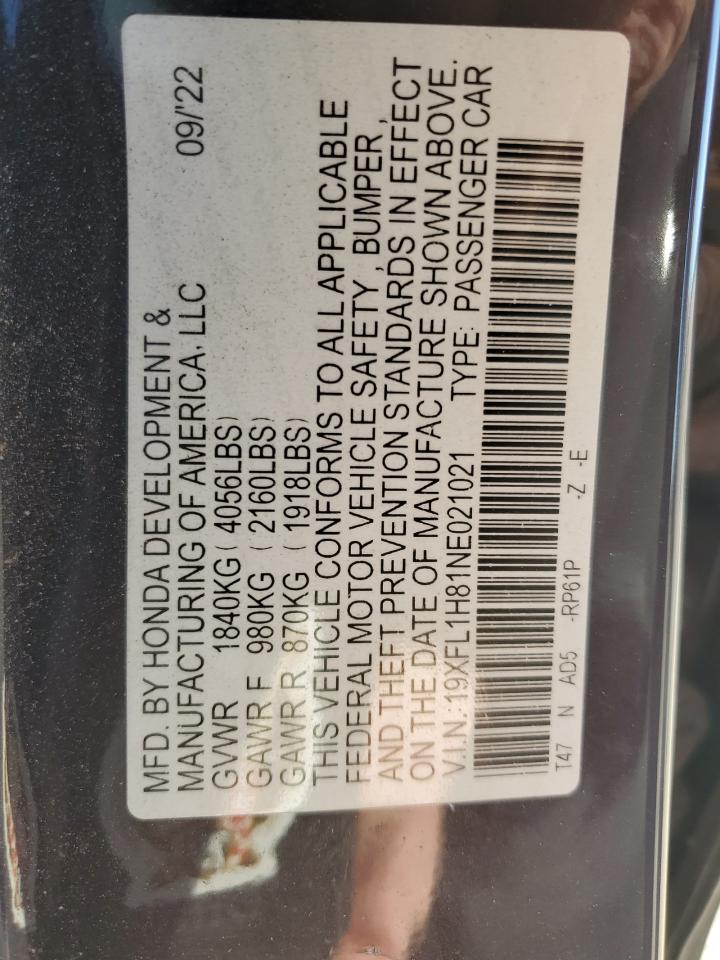 MFD. BY HONDA DEVELOPMENT &
MANUFACTURING OF AMERICA, LLC 09/'22
GVWR 1840KG ( 4056LBS)
GAWR F 980KG ( 2160LBS)
GAWR R 870KG ( 1918LBS)
THIS VEHICLE CONFORMS TO ALL APPLICABLE
FEDERAL MOTOR VEHICLE SAFETY , BUMPER ,
AND THEFT PREVENTION STANDARDS IN EFFECT
ON THE DATE OF MANUFACTURE SHOWN ABOVE.
V.I.N.:19XFL1H81NE021021 TYPE: PASSENGER CAR
T47 N AD5 -RP61P -Z -E